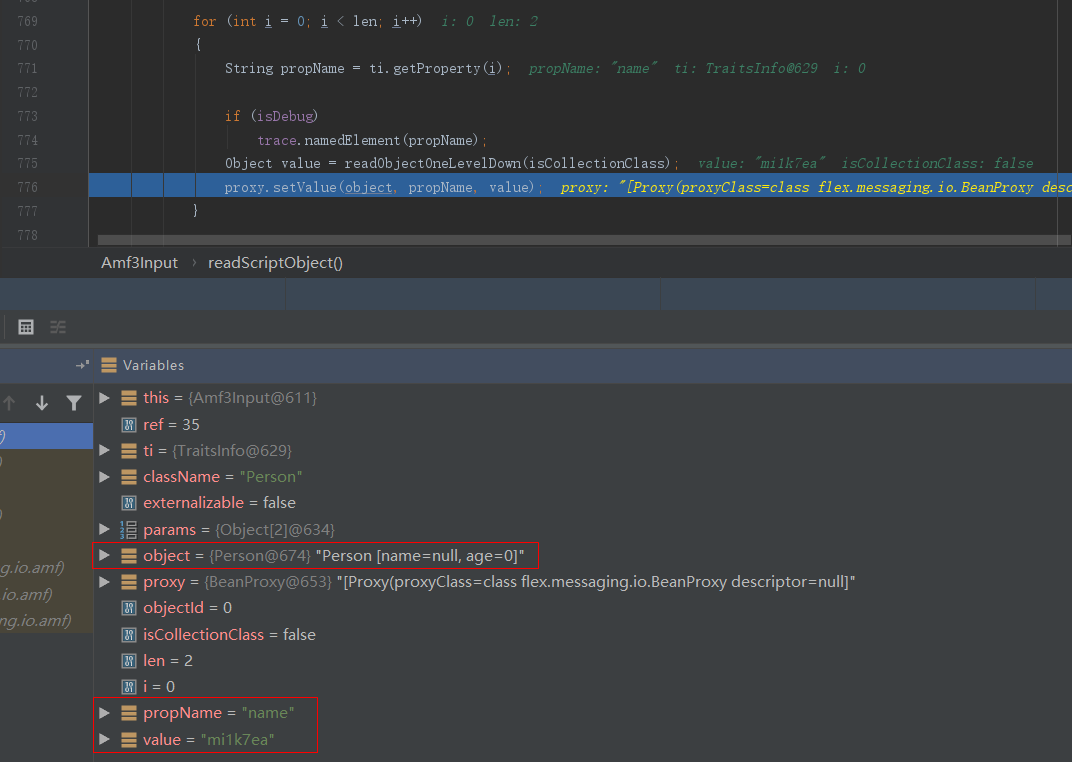 769 for (int i = 0; i < len; i++) i: 0 len: 2
770 {
771 String propName = ti.getProperty(i); propName: "name" ti: TraitsInfo@629 i: 0
772
773 if (isDebug)
774 trace.namedElement(propName);
775 Object value = readObjectOneLevelDown(isCollectionClass); value: "mi1k7ea" isCollectionClass: false
776 proxy.setValue(object, propName, value); proxy: "[Proxy(proxyClass=class flex.messaging.io.BeanProxy desc
777 }
778
Amf3Input › readScriptObject()
Variables
this = {Amf3Input@611}
ref = 35
f)
ti = {TraitsInfo@629}
)
className = "Person"
externalizable = false
)
params = {Object[2]@634}
object = {Person@674} "Person [name=null, age=0]"
g.io.amf)
proxy = {BeanProxy@653} "[Proxy(proxyClass=class flex.messaging.io.BeanProxy descriptor=null]"
.io.amf)
objectId = 0
ng.io.amf)
isCollectionClass = false
len = 2
i = 0
propName = "name"
value = "mi1k7ea"